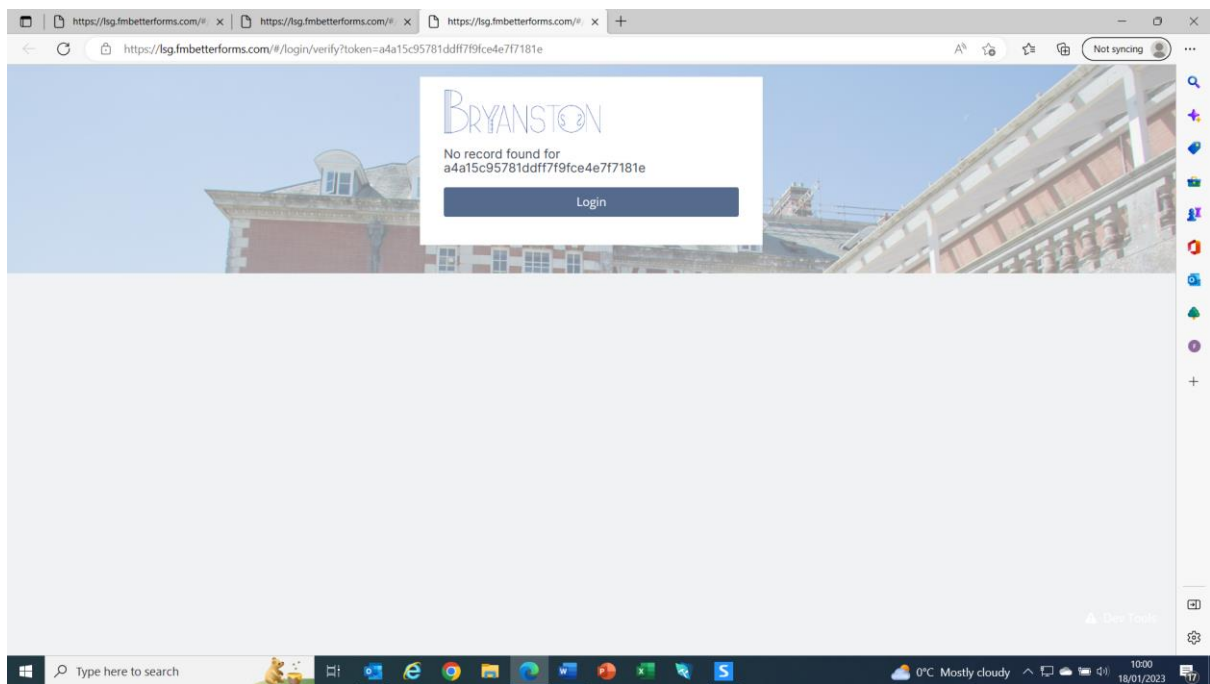 https://lsg.fmbetterforms.com/#/
https://lsg.fmbetterforms.com/#/
https://lsg.fmbetterforms.com/#/
https://lsg.fmbetterforms.com/#/login/verify?token=a4a15c95781ddff7f9fce4e7f7181e
Not syncing
BRYANSTON
No record found for
a4a15c95781ddff7f9fce4e7f7181e
Login
Dev Tools
Type here to search
0°C Mostly cloudy
10:00
18/01/2023
17